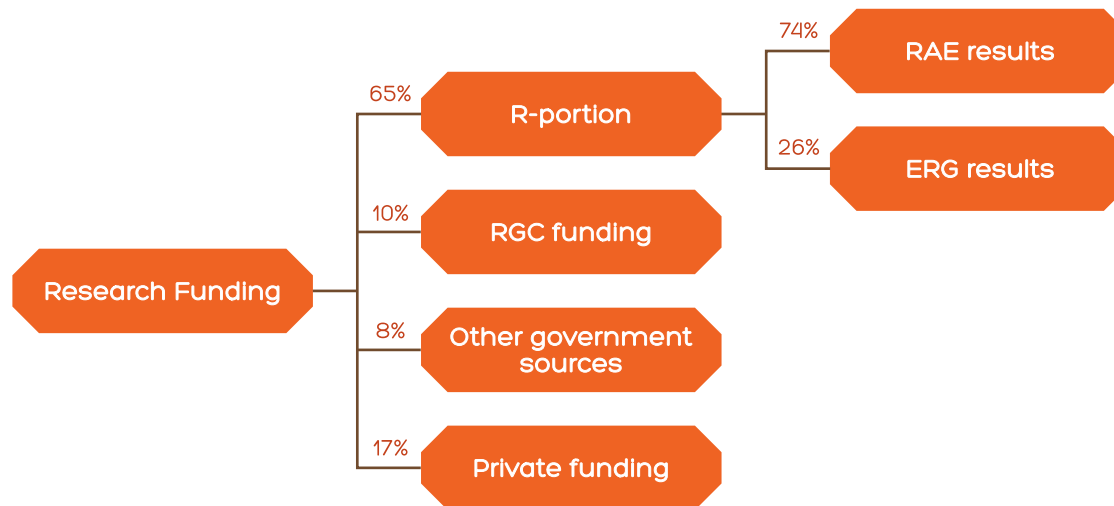 74%
RAE results
65%
R-portion
26%
ERG results
10%
RGC funding
Research Funding
8%
Other government
sources
17%
Private funding